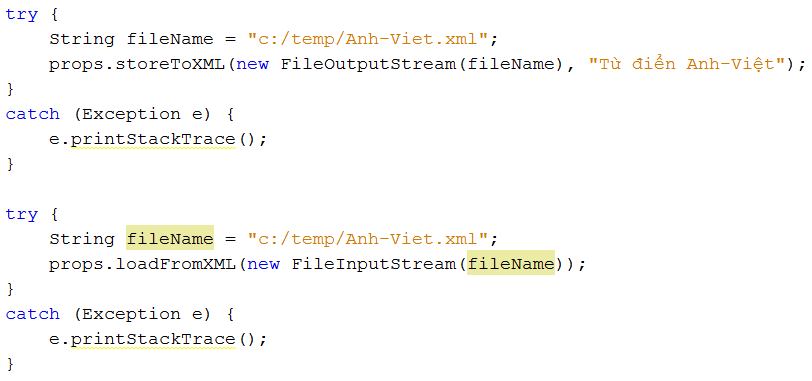 try {
    String fileName = "c:/temp/Anh-Viet.xml";
    props.storeToXML(new FileOutputStream(fileName), "Từ điển Anh-Việt");
}
catch (Exception e) {
    e.printStackTrace();
}

try {
    String fileName = "c:/temp/Anh-Viet.xml";
    props.loadFromXML(new FileInputStream(fileName));
}
catch (Exception e) {
    e.printStackTrace();
}